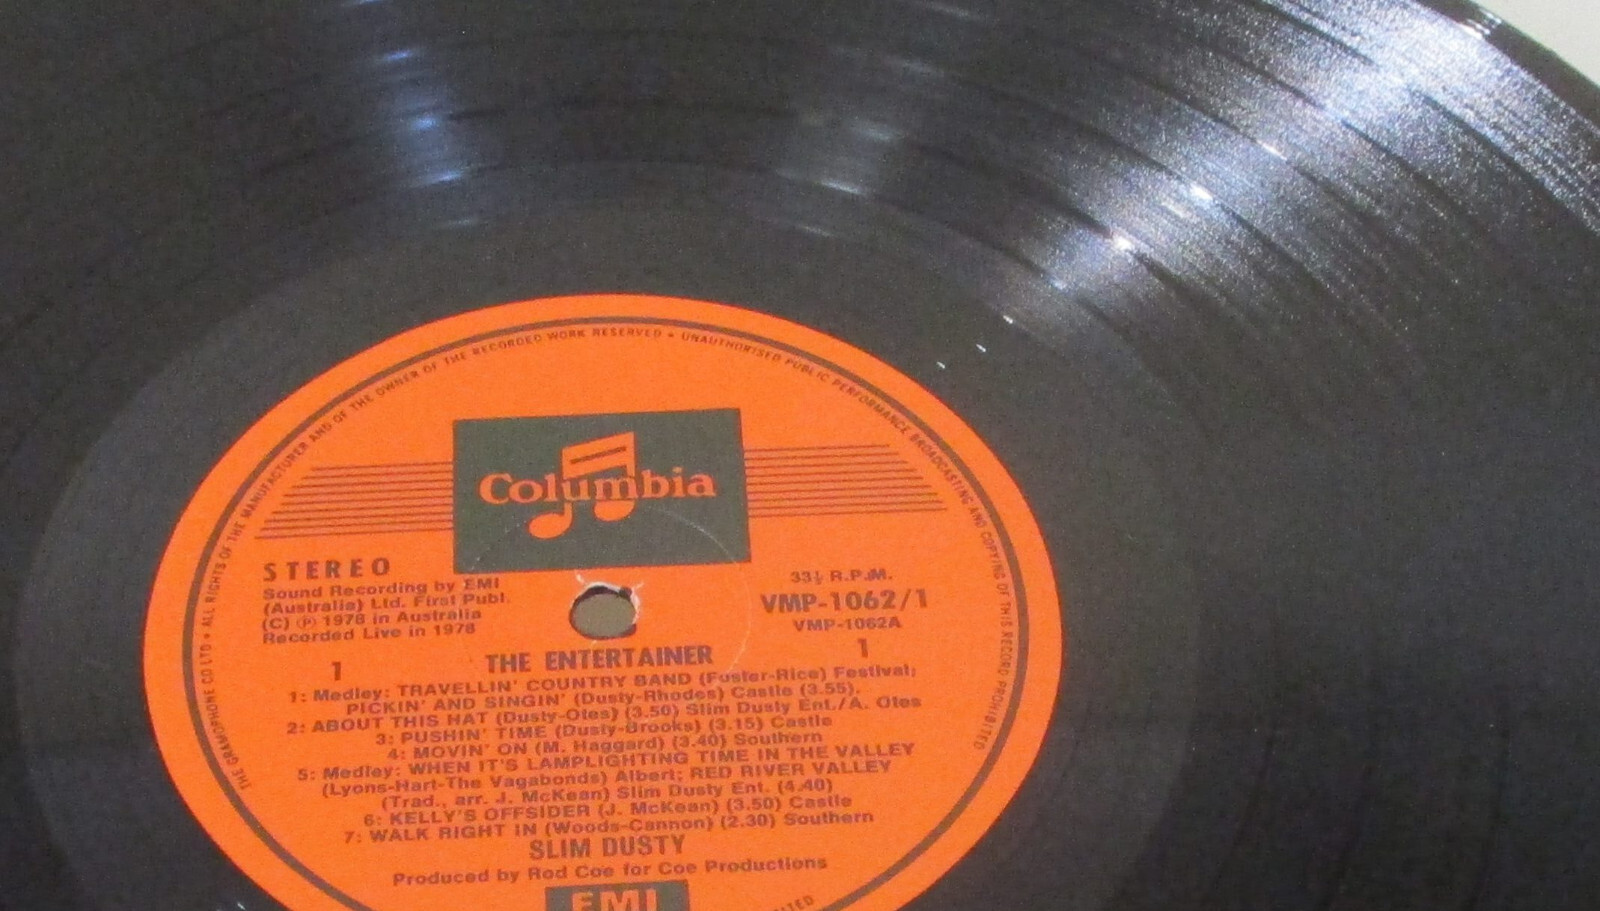 THE GRAMOPHONE CO LTD • ALL RIGHTS OF THE MANUFACTURER AND OF THE OWNER OF THE RECORDED WORK RESERVED • UNAUTHORISED PUBLIC PERFORMANCE BROADCASTING AND COPYING OF THIS RECORD PROHIBITED
Columbia
STEREO
Sound Recording by EMI
(Australia) Ltd. First Publ.
(C) Ⓟ 1978 in Australia
Recorded Live in 1978
33⅓ R.P.M.
VMP-1062/1
VMP-1062A
1
1
THE ENTERTAINER
1: Medley: TRAVELLIN' COUNTRY BAND (Foster-Rice) Festival;
PICKIN' AND SINGIN' (Dusty-Rhodes) Castle (3.55).
2: ABOUT THIS HAT (Dusty-Otes) (3.50) Slim Dusty Ent./A. Otes
3: PUSHIN' TIME (Dusty-Brooks) (3.15) Castle
4: MOVIN' ON (M. Haggard) (3.40) Southern
5: Medley: WHEN IT'S LAMPLIGHTING TIME IN THE VALLEY
(Lyons-Hart-The Vagabonds) Albert; RED RIVER VALLEY
(Trad., arr. J. McKean) Slim Dusty Ent. (4.40)
6: KELLY'S OFFSIDER (J. McKean) (3.50) Castle
7: WALK RIGHT IN (Woods-Cannon) (2.30) Southern
SLIM DUSTY
Produced by Rod Coe for Coe Productions
EMI